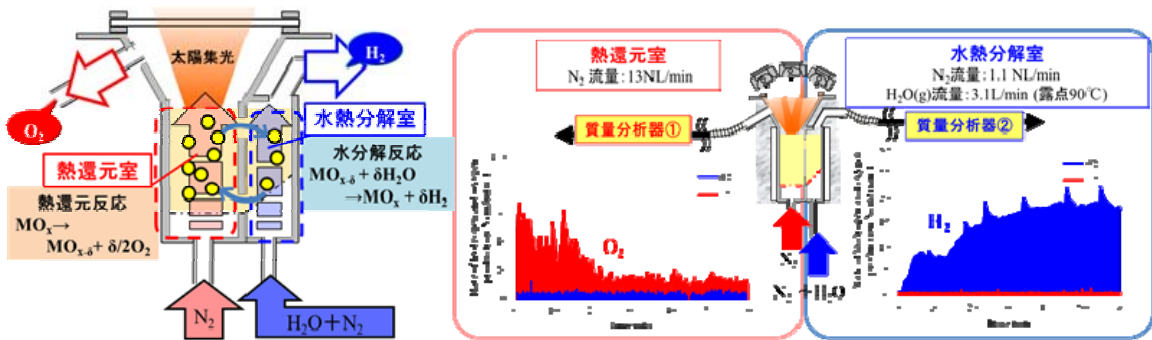 太陽集光
H₂
O₂
水熱分解室
熱還元室
熱還元反応
MOₓ→
MOₓ₋δ+ δ/2O₂
水分解反応
MOₓ₋δ + δH₂O
→MOₓ + δH₂
N₂
H₂O+N₂
熱還元室
N₂ 流量:13NL/min
水熱分解室
N₂流量:1.1 NL/min
H₂O(g)流量:3.1L/min (露点90℃)
質量分析器①
質量分析器②
O₂
H₂
N₂
N₂ +H₂O